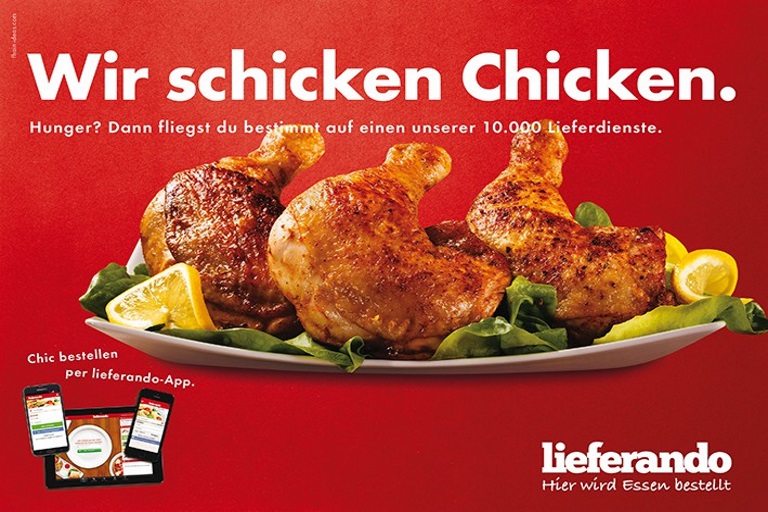 Wir schicken Chicken.
Hunger? Dann fliegst du bestimmt auf einen unserer 10.000 Lieferdienste.
Chic bestellen
per lieferando-App.
lieferando
lieferando
Hier wird Essen bestellt